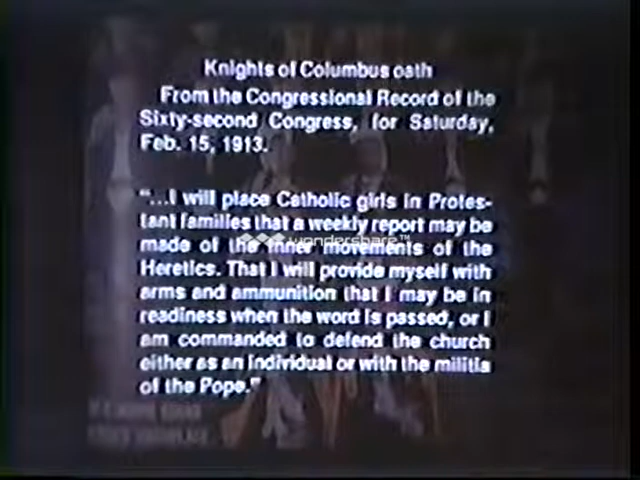 Knights of Columbus oath
From the Congressional Record of the
Sixty-second Congress, for Saturday,
Feb. 15, 1913.
"...I will place Catholic girls in Protes-
tant families that a weekly report may be
made of the inner movements of the
wondershare™
Heretics. That I will provide myself with
arms and ammunition that I may be in
readiness when the word is passed, or I
am commanded to defend the church
either as an individual or with the militia
of the Pope."